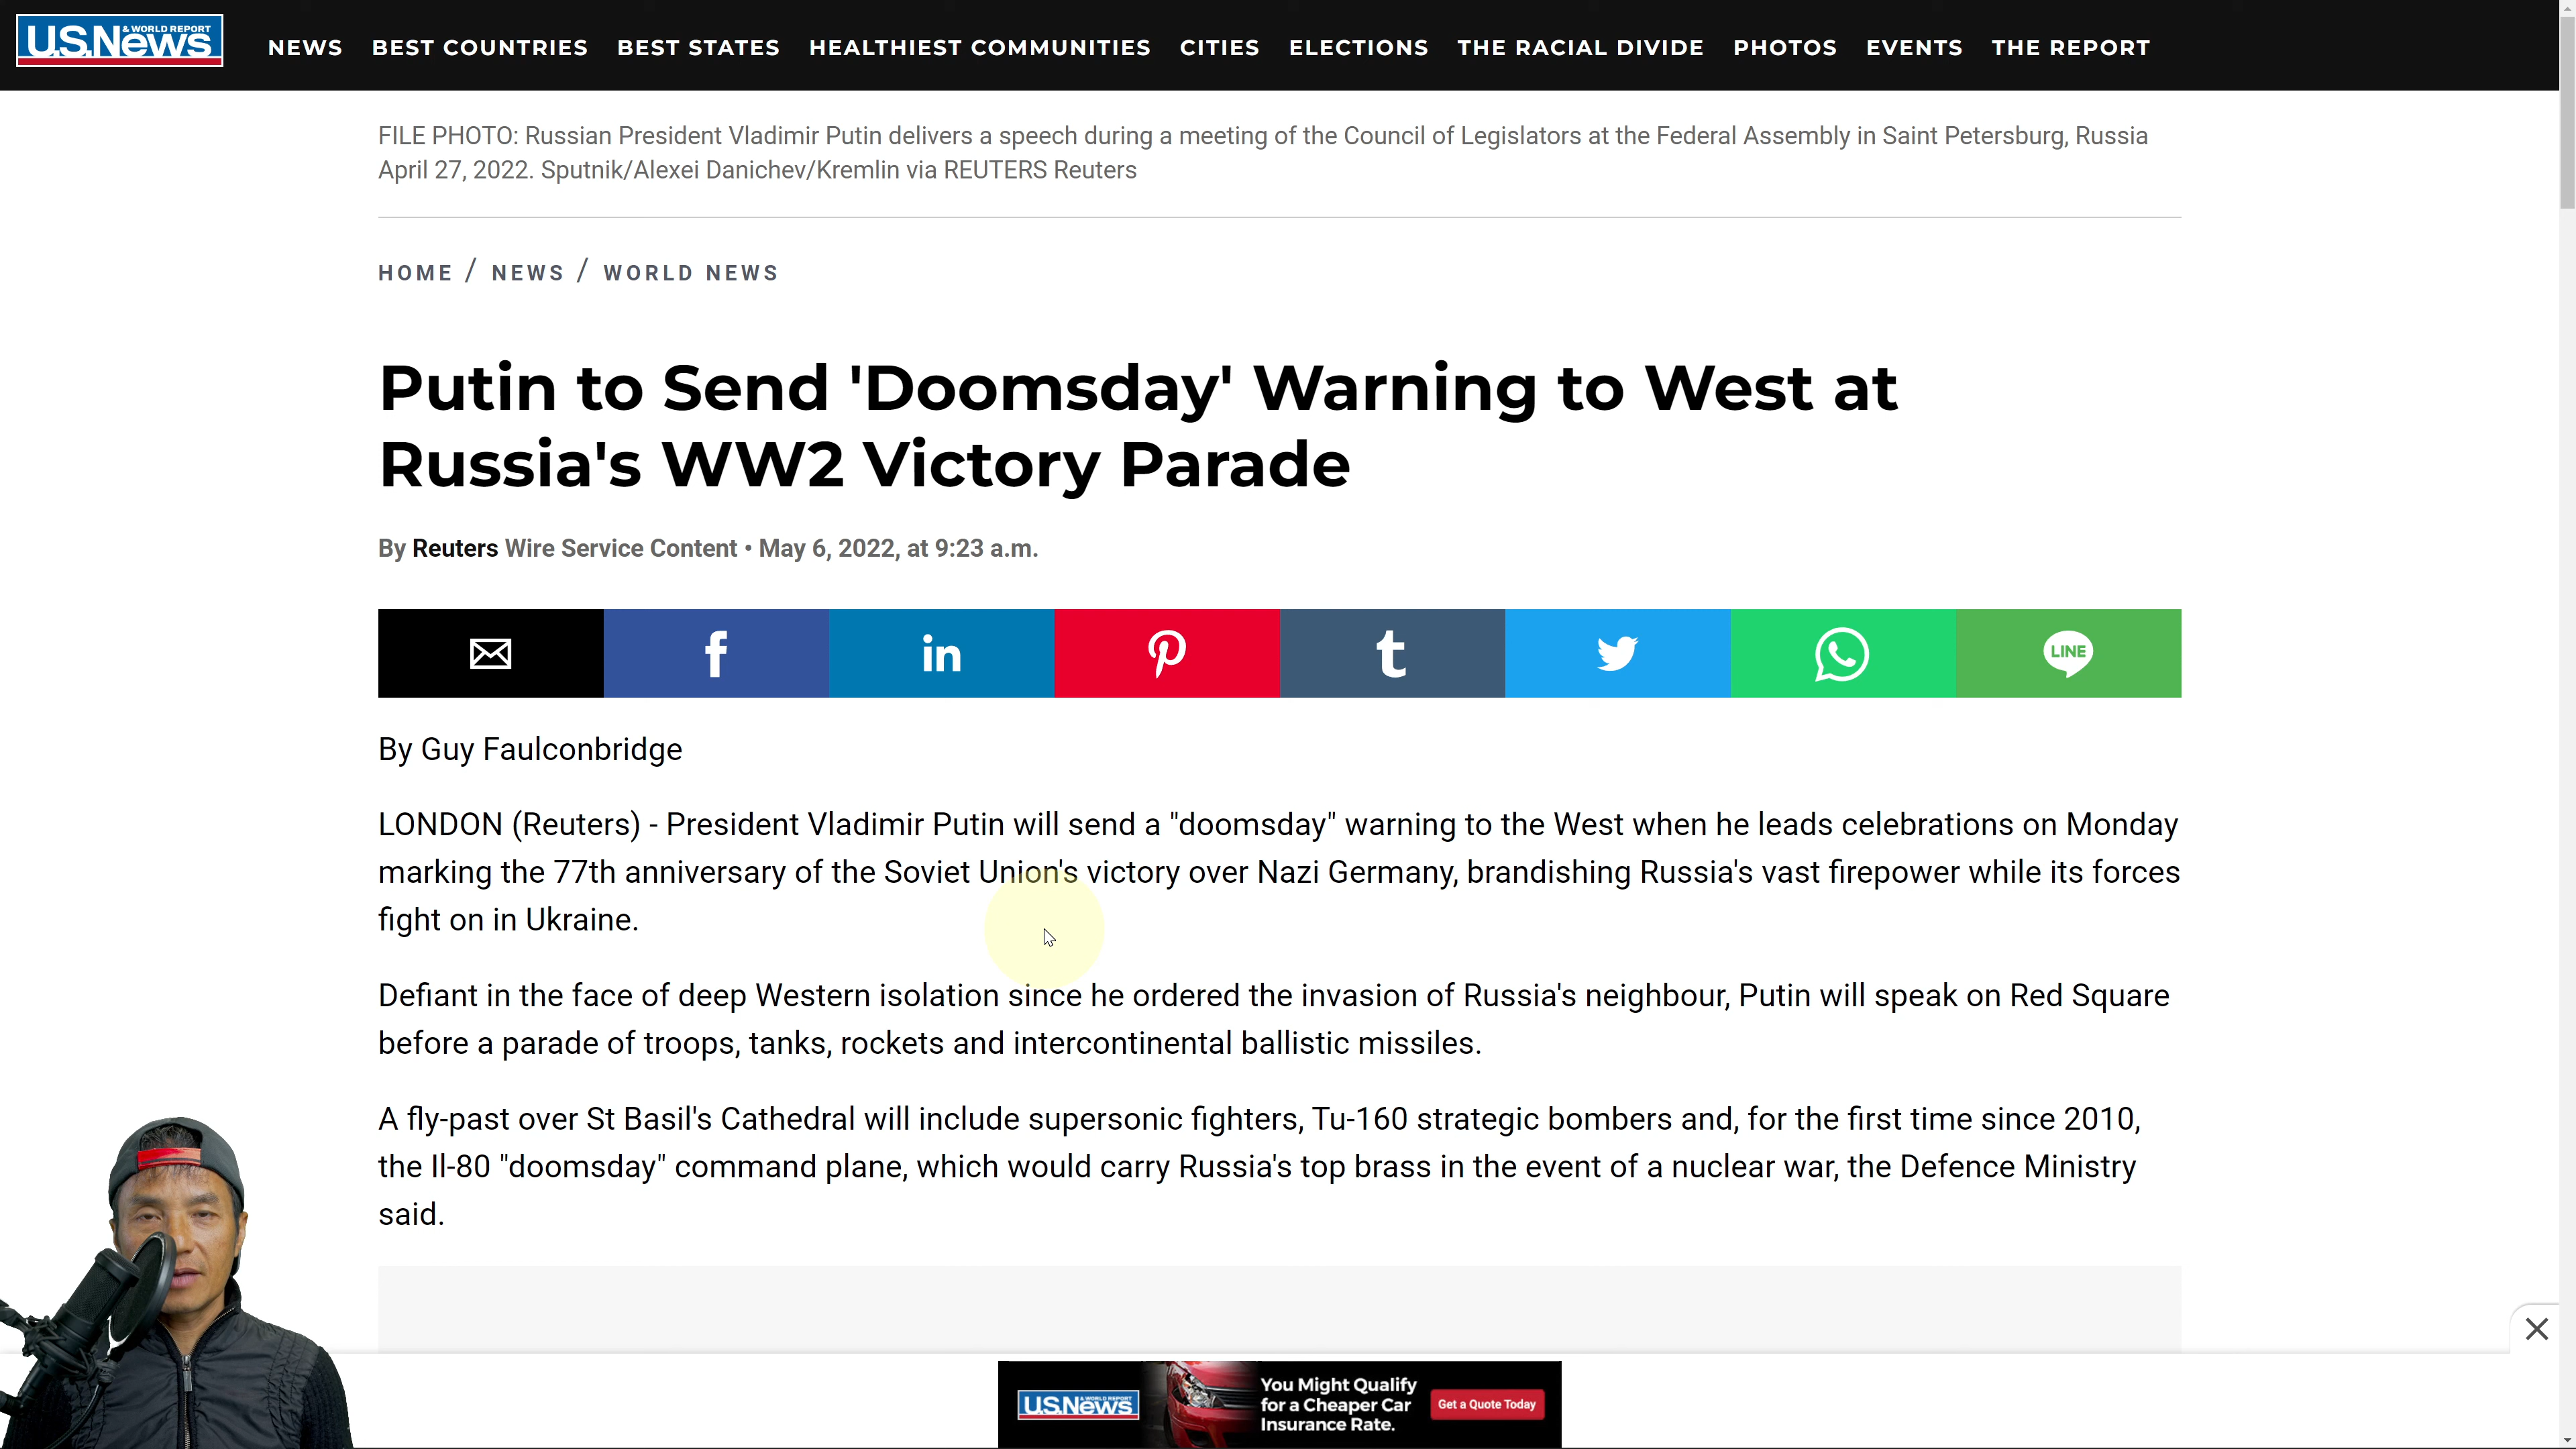 U.S.News
& WORLD REPORT
NEWS BEST COUNTRIES BEST STATES HEALTHIEST COMMUNITIES CITIES ELECTIONS THE RACIAL DIVIDE PHOTOS EVENTS THE REPORT
FILE PHOTO: Russian President Vladimir Putin delivers a speech during a meeting of the Council of Legislators at the Federal Assembly in Saint Petersburg, Russia
April 27, 2022. Sputnik/Alexei Danichev/Kremlin via REUTERS Reuters
HOME / NEWS / WORLD NEWS
Putin to Send 'Doomsday' Warning to West at
Russia's WW2 Victory Parade
By Reuters Wire Service Content • May 6, 2022, at 9:23 a.m.
LINE
By Guy Faulconbridge
LONDON (Reuters) - President Vladimir Putin will send a "doomsday" warning to the West when he leads celebrations on Monday
marking the 77th anniversary of the Soviet Union's victory over Nazi Germany, brandishing Russia's vast firepower while its forces
fight on in Ukraine.
Defiant in the face of deep Western isolation since he ordered the invasion of Russia's neighbour, Putin will speak on Red Square
before a parade of troops, tanks, rockets and intercontinental ballistic missiles.
A fly-past over St Basil's Cathedral will include supersonic fighters, Tu-160 strategic bombers and, for the first time since 2010,
the Il-80 "doomsday" command plane, which would carry Russia's top brass in the event of a nuclear war, the Defence Ministry
said.
U.S.News
& WORLD REPORT
You Might Qualify
for a Cheaper Car
Insurance Rate.
Get a Quote Today